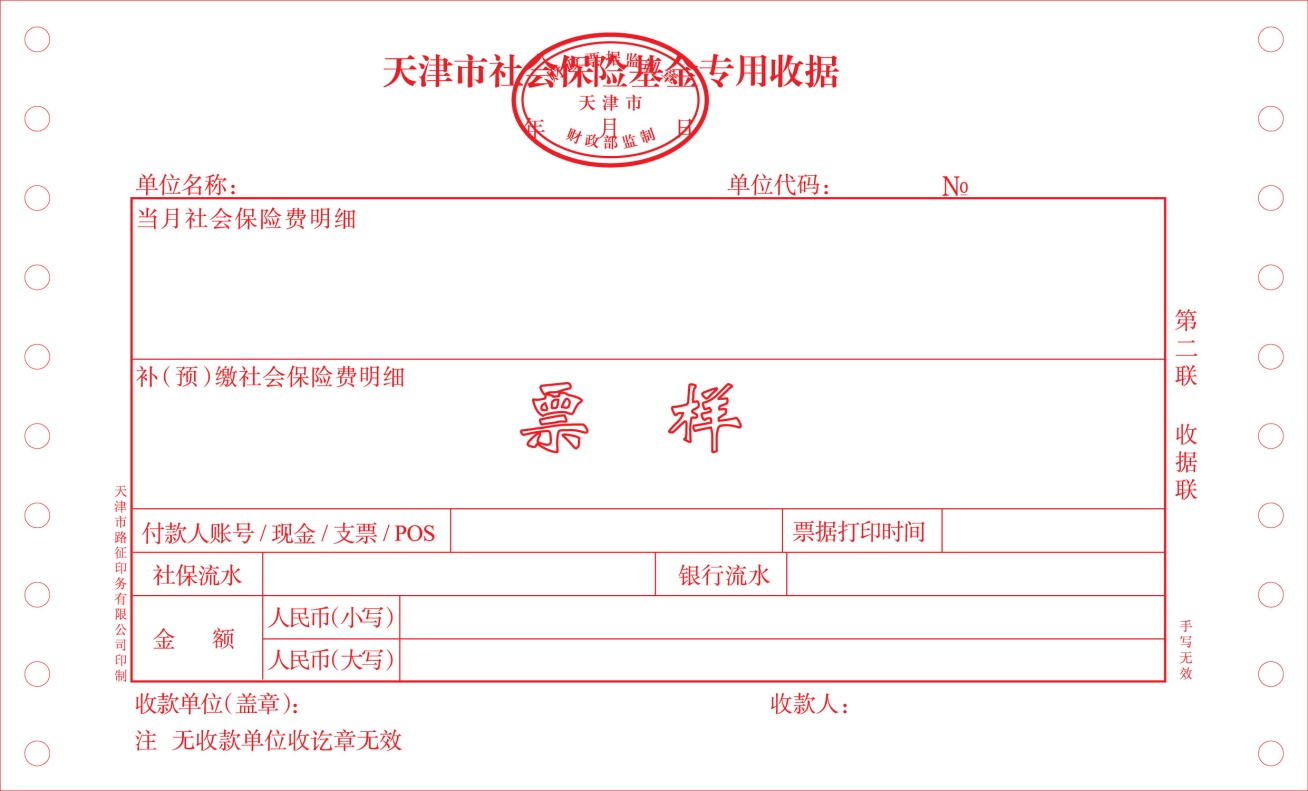 天津市社会保险基金专用收据
财政票据监制章
天津市
财政部监制
年 月 日
单位名称： 单位代码： №
当月社会保险费明细
补（预）缴社会保险费明细
票 样
付款人账号/现金/支票/POS 票据打印时间
社保流水 银行流水
金 额 人民币（小写）
人民币（大写）
收款单位（盖章）： 收款人：
注 无收款单位收讫章无效
第二联 收据联
手写无效
天津市路征印务有限公司印制